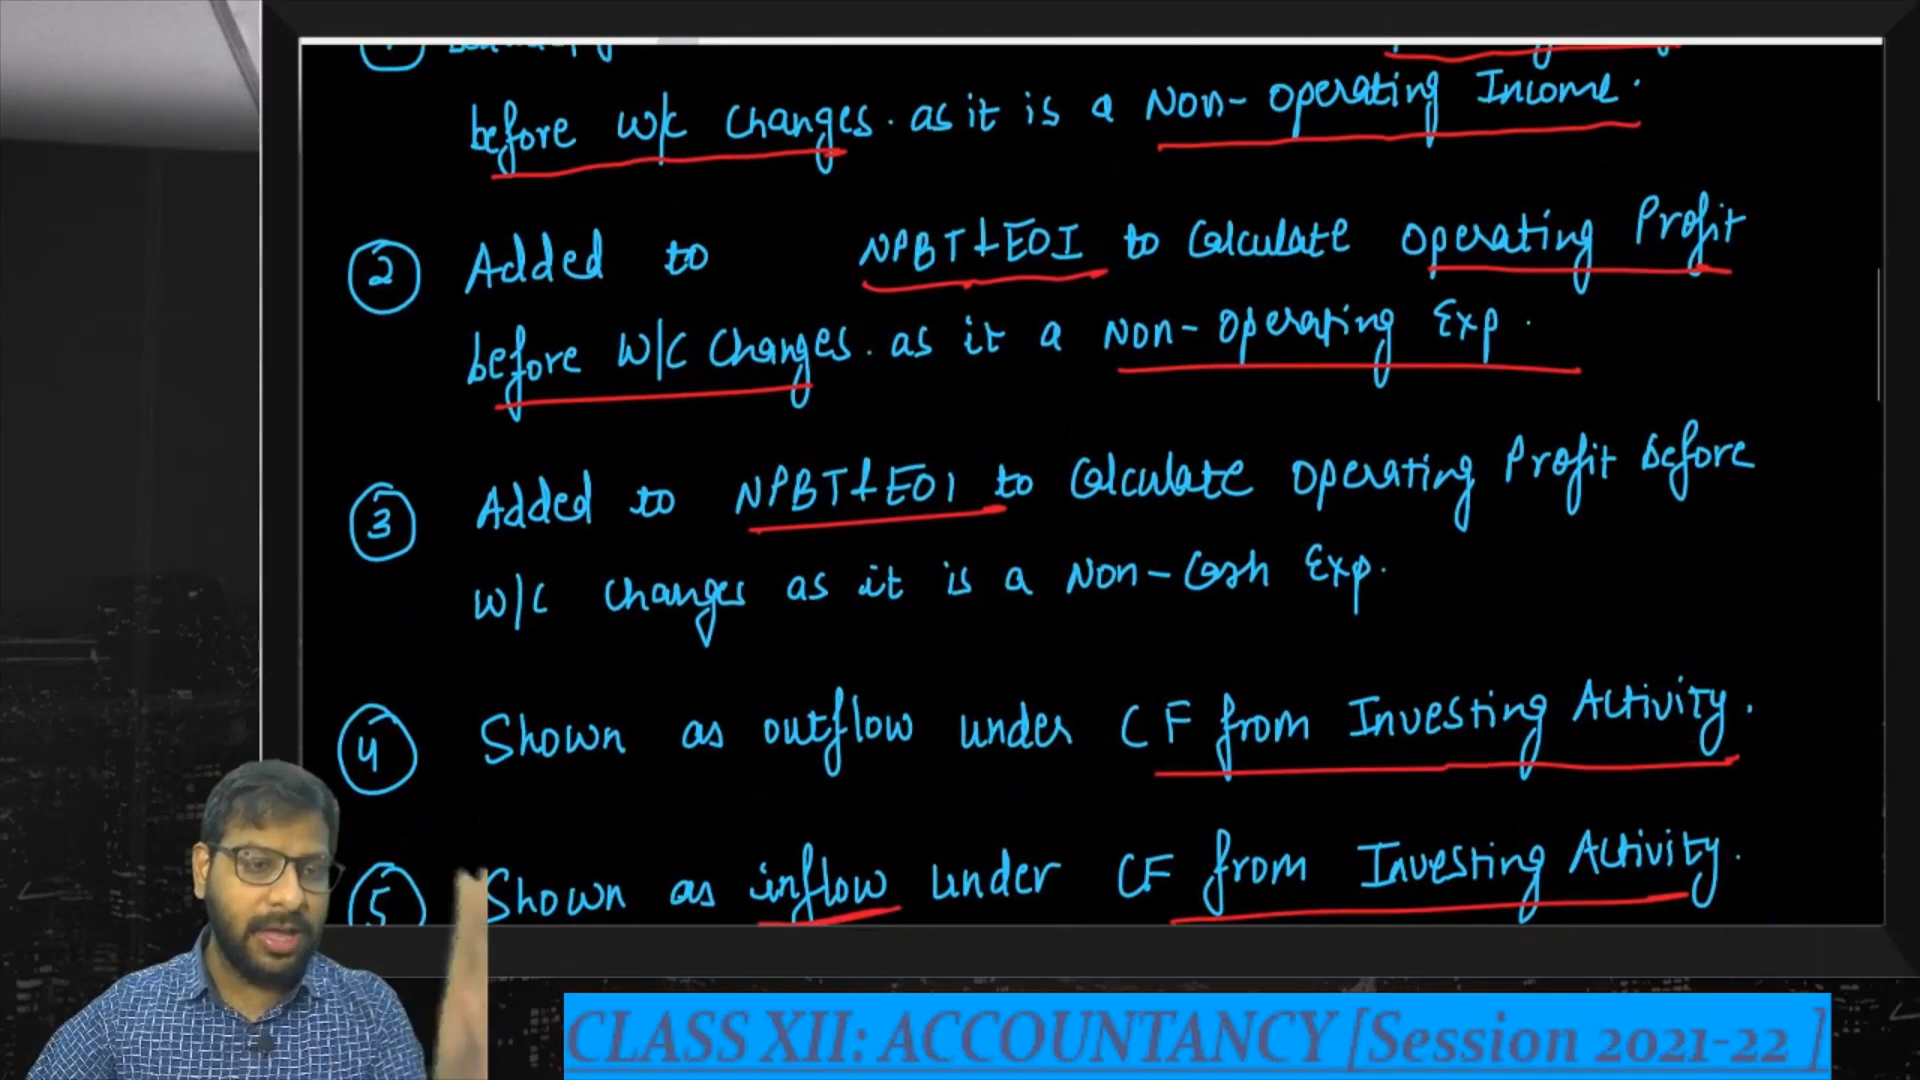 before W/C Changes. as it is a Non-Operating Income.
② Added to NPBT&EOI to Calculate Operating Profit
before W/C Changes. as it a Non-Operating Exp.
③ Added to NPBT&EOI to Calculate Operating Profit before
W/C Changes as it is a Non-Cash Exp.
④ Shown as outflow under CF from Investing Activity.
⑤ Shown as inflow under CF from Investing Activity.
CLASS XII: ACCOUNTANCY [Session 2021-22 ]